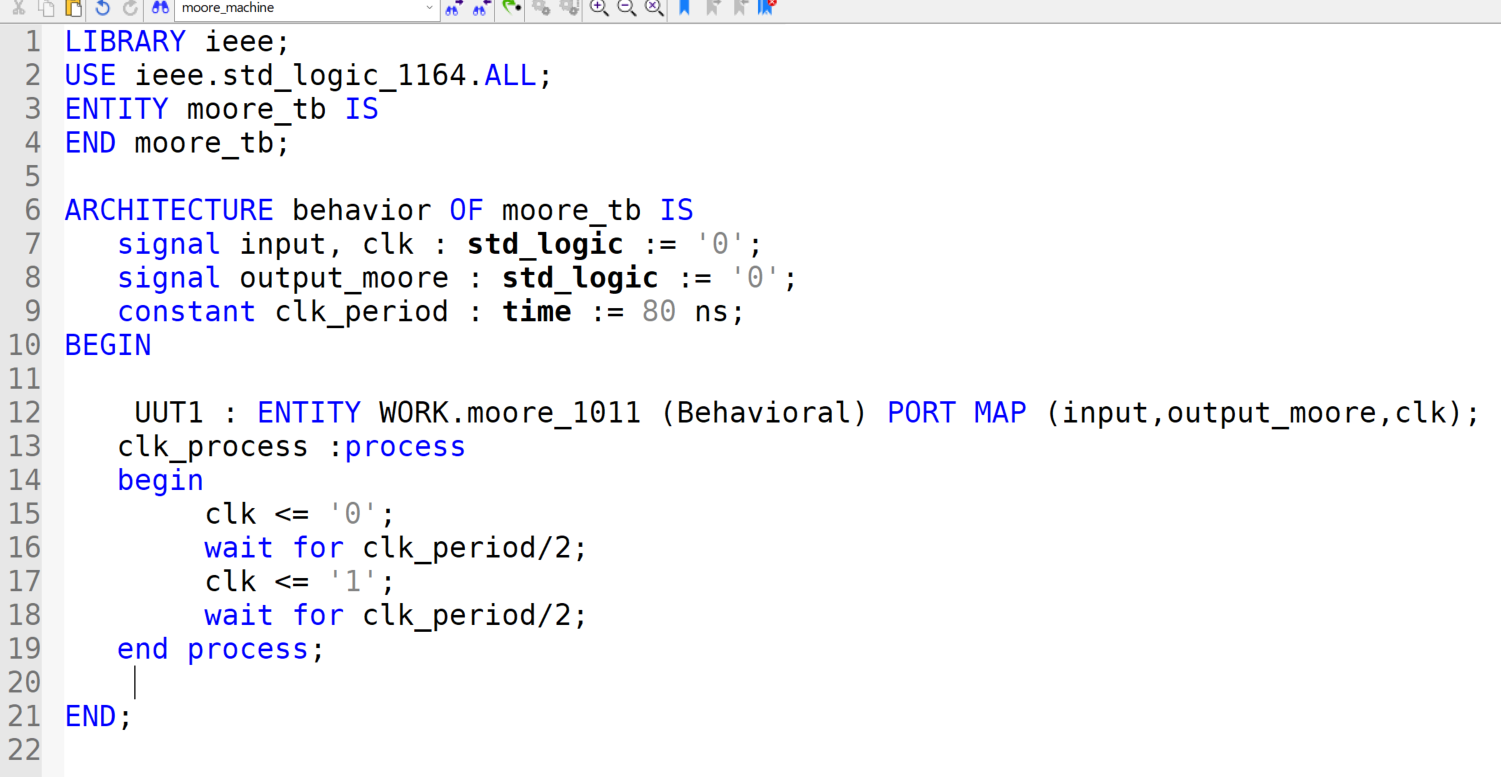 moore_machine
1 LIBRARY ieee;
2 USE ieee.std_logic_1164.ALL;
3 ENTITY moore_tb IS
4 END moore_tb;
5
6 ARCHITECTURE behavior OF moore_tb IS
7 signal input, clk : std_logic := '0';
8 signal output_moore : std_logic := '0';
9 constant clk_period : time := 80 ns;
10 BEGIN
11
12 UUT1 : ENTITY WORK.moore_1011 (Behavioral) PORT MAP (input,output_moore,clk);
13 clk_process :process
14 begin
15 clk <= '0';
16 wait for clk_period/2;
17 clk <= '1';
18 wait for clk_period/2;
19 end process;
20
21 END;
22